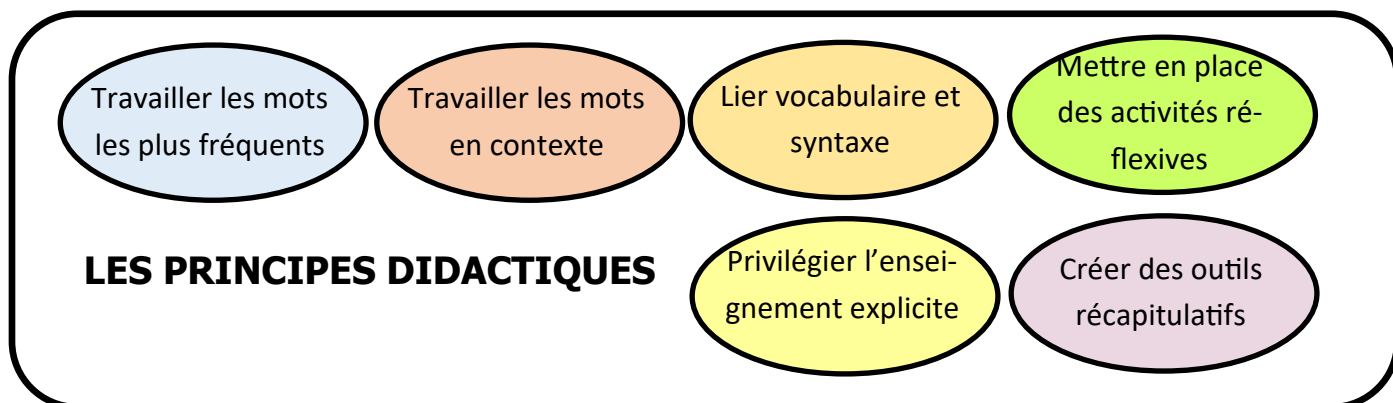 Travailler les mots
les plus fréquents
Travailler les mots
en contexte
Lier vocabulaire et
syntaxe
Mettre en place
des activités ré-
flexives
LES PRINCIPES DIDACTIQUES
Privilégier l’ensei-
gnement explicite
Créer des outils
récapitulatifs